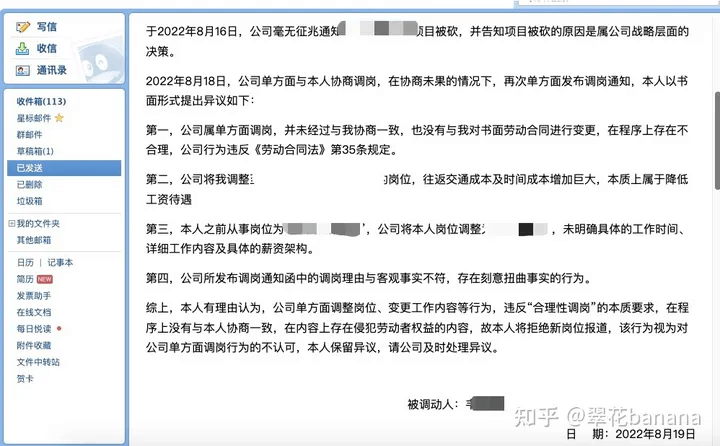 写信
收信
通讯录
收件箱(113)
星标邮件
群邮件
草稿箱(1)
已发送
已删除
垃圾箱
我的文件夹
其他邮箱
日历 | 记事本
简历 NEW
发票助手
在线文档
每日悦读
附件收藏
文件中转站
贺卡
于2022年8月16日，公司毫无征兆通知 项目被砍，并告知项目被砍的原因是属公司战略层面的
决策。
2022年8月18日，公司单方面与本人协商调岗，在协商未果的情况下，再次单方面发布调岗通知，本人以书
面形式提出异议如下：
第一，公司属单方面调岗，并未经过与我协商一致，也没有与我对书面劳动合同进行变更，在程序上存在不
合理，公司行为违反《劳动合同法》第35条规定。
第二，公司将我调整 的岗位，往返交通成本及时间成本增加巨大，本质上属于降低
工资待遇
第三，本人之前从事岗位为 ，公司将本人岗位调整 ，未明确具体的工作时间、
详细工作内容及具体的薪资架构。
第四，公司所发布调岗通知函中的调岗理由与客观事实不符，存在刻意扭曲事实的行为。
综上，本人有理由认为，公司单方面调整岗位、变更工作内容等行为，违反“合理性调岗”的本质要求，在程
序上没有与本人协商一致，在内容上存在侵犯劳动者权益的内容，故本人将拒绝新岗位报道，该行为视为对
公司单方面调岗行为的不认可，本人保留异议，请公司及时处理异议。
被调动人：
知乎 @翠花banana
日 期：2022年8月19日